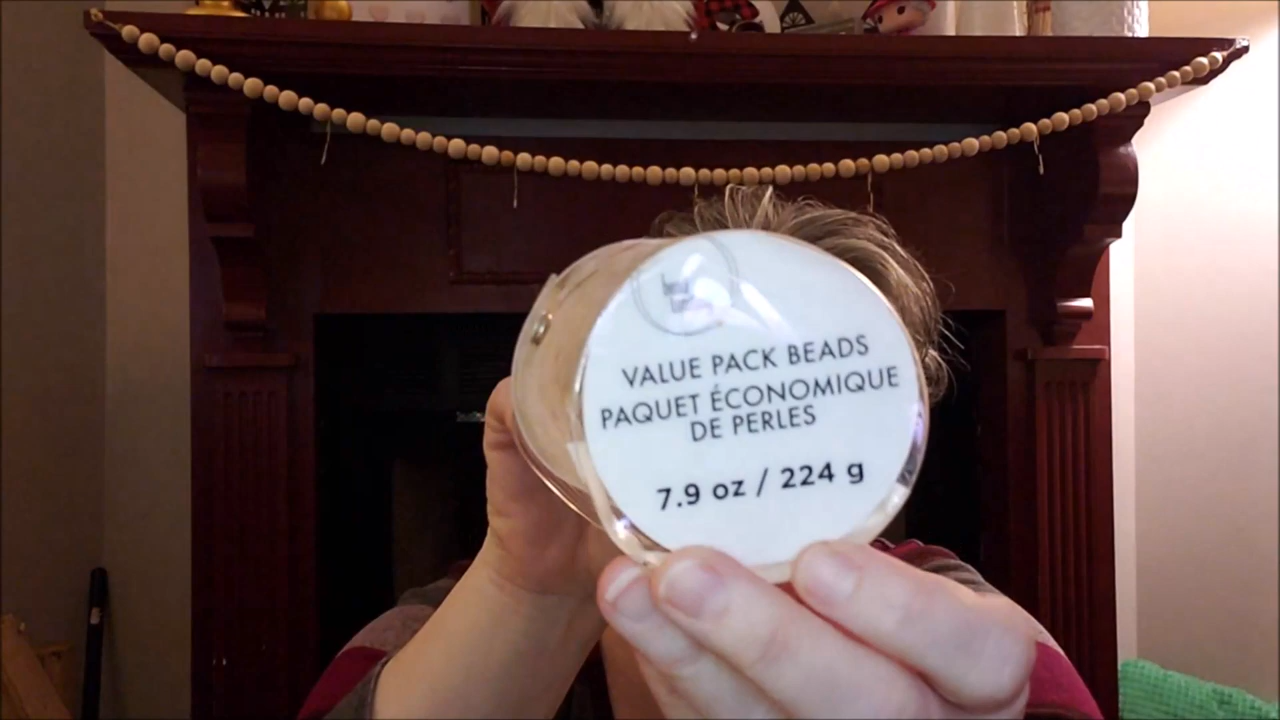 VALUE PACK BEADS
PAQUET ÉCONOMIQUE
DE PERLES
7.9 oz / 224 g